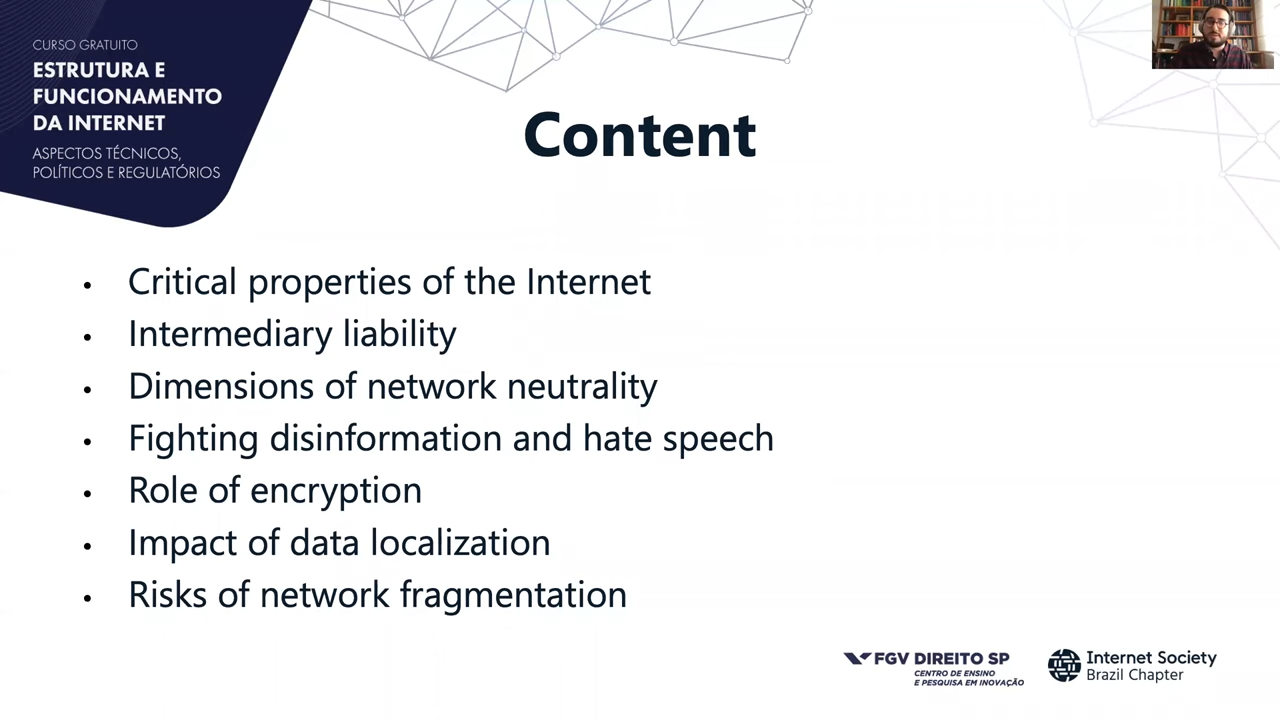 CURSO GRATUITO
ESTRUTURA E
FUNCIONAMENTO
DA INTERNET
ASPECTOS TÉCNICOS,
POLÍTICOS E REGULATÓRIOS
Content
• Critical properties of the Internet
• Intermediary liability
• Dimensions of network neutrality
• Fighting disinformation and hate speech
• Role of encryption
• Impact of data localization
• Risks of network fragmentation
FGV DIREITO SP
CENTRO DE ENSINO
E PESQUISA EM INOVAÇÃO
Internet Society
Brazil Chapter